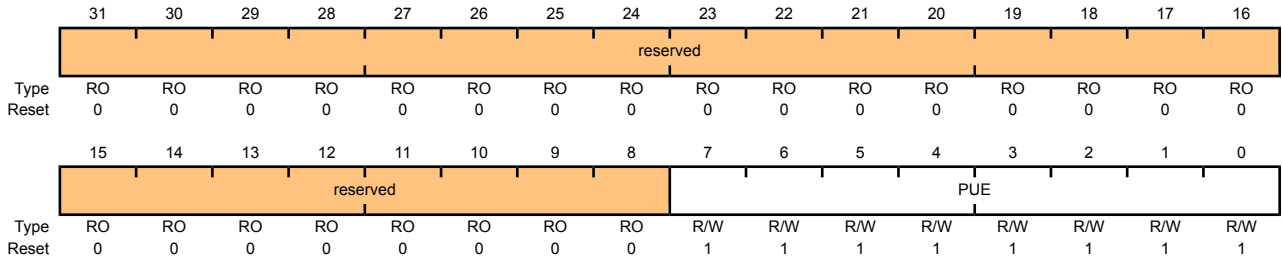 31 30 29 28 27 26 25 24 23 22 21 20 19 18 17 16
reserved
Type RO RO RO RO RO RO RO RO RO RO RO RO RO RO RO RO
Reset 0 0 0 0 0 0 0 0 0 0 0 0 0 0 0 0
15 14 13 12 11 10 9 8 7 6 5 4 3 2 1 0
reserved PUE
Type RO RO RO RO RO RO RO RO R/W R/W R/W R/W R/W R/W R/W R/W
Reset 0 0 0 0 0 0 0 0 1 1 1 1 1 1 1 1